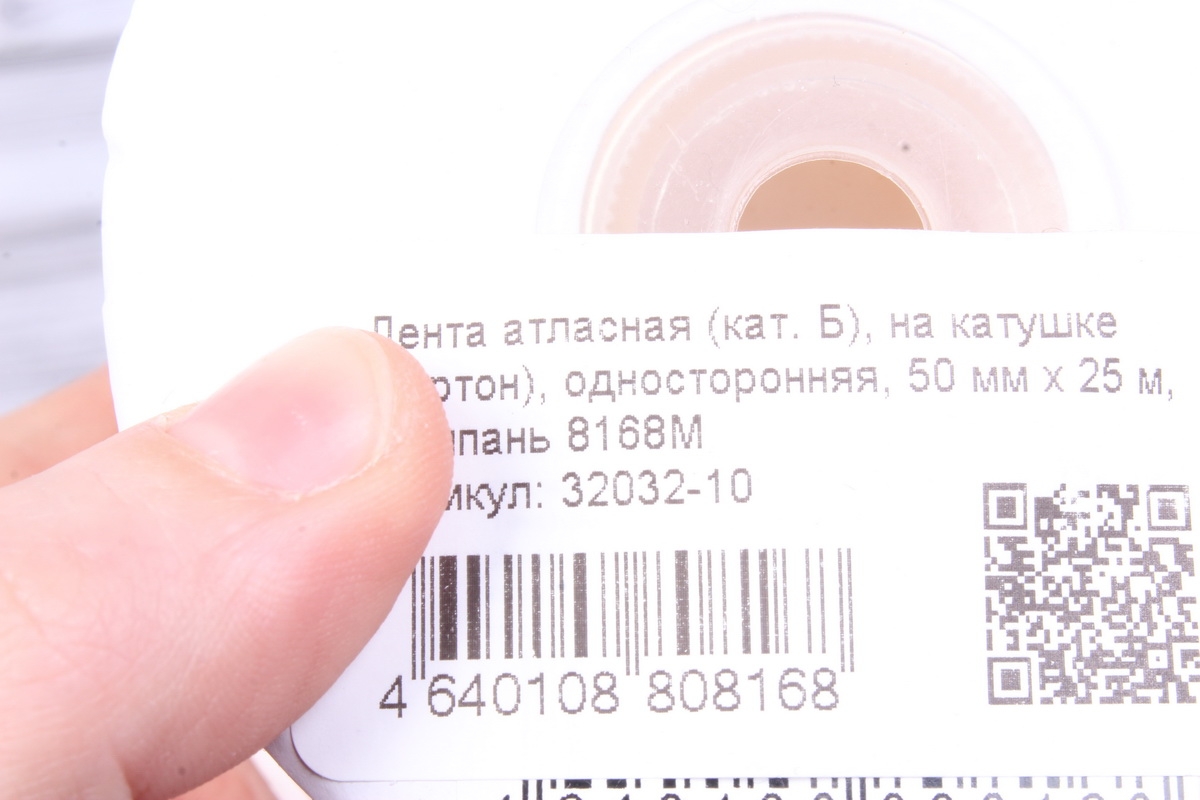 Лента атласная (кат. Б), на катушке
односторонняя, 50 мм х 25 м,
8168М
32032-10
4 640108 808168